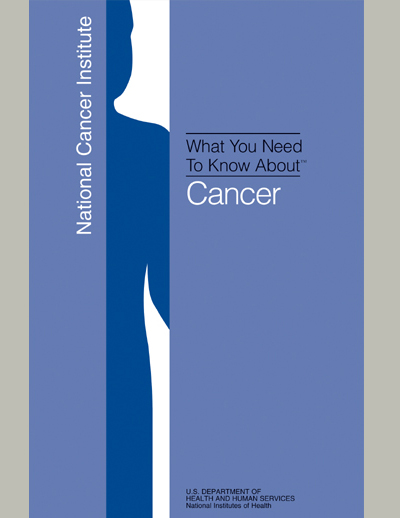 National Cancer Institute
What You Need
To Know About™
Cancer
U.S. DEPARTMENT OF
HEALTH AND HUMAN SERVICES
National Institutes of Health